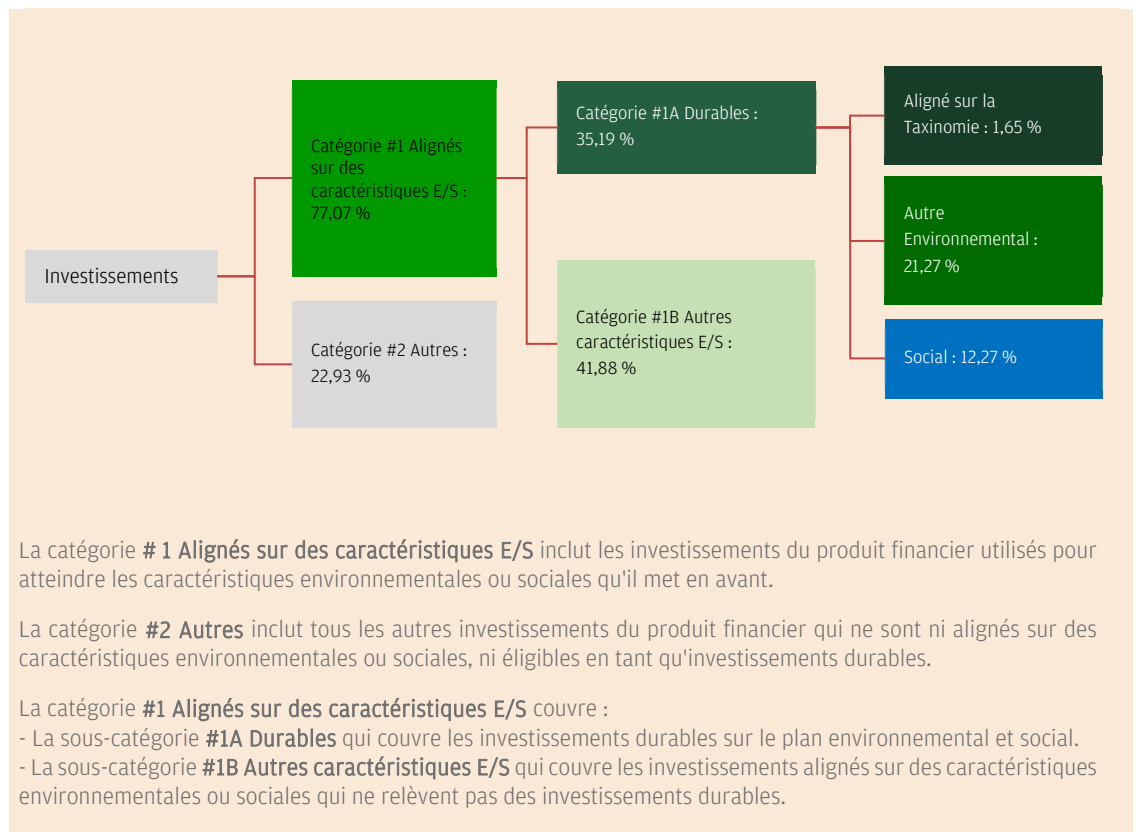 Investissements
Catégorie #1 Alignés
sur des
caractéristiques E/S :
77,07 %
Catégorie #2 Autres :
22,93 %
Catégorie #1A Durables :
35,19 %
Catégorie #1B Autres
caractéristiques E/S :
41,88 %
Aligné sur la
Taxinomie : 1,65 %
Autre
Environnemental :
21,27 %
Social : 12,27 %
La catégorie # 1 Alignés sur des caractéristiques E/S inclut les investissements du produit financier utilisés pour
atteindre les caractéristiques environnementales ou sociales qu'il met en avant.
La catégorie #2 Autres inclut tous les autres investissements du produit financier qui ne sont ni alignés sur des
caractéristiques environnementales ou sociales, ni éligibles en tant qu'investissements durables.
La catégorie #1 Alignés sur des caractéristiques E/S couvre :
- La sous-catégorie #1A Durables qui couvre les investissements durables sur le plan environnemental et social.
- La sous-catégorie #1B Autres caractéristiques E/S qui couvre les investissements alignés sur des caractéristiques
environnementales ou sociales qui ne relèvent pas des investissements durables.